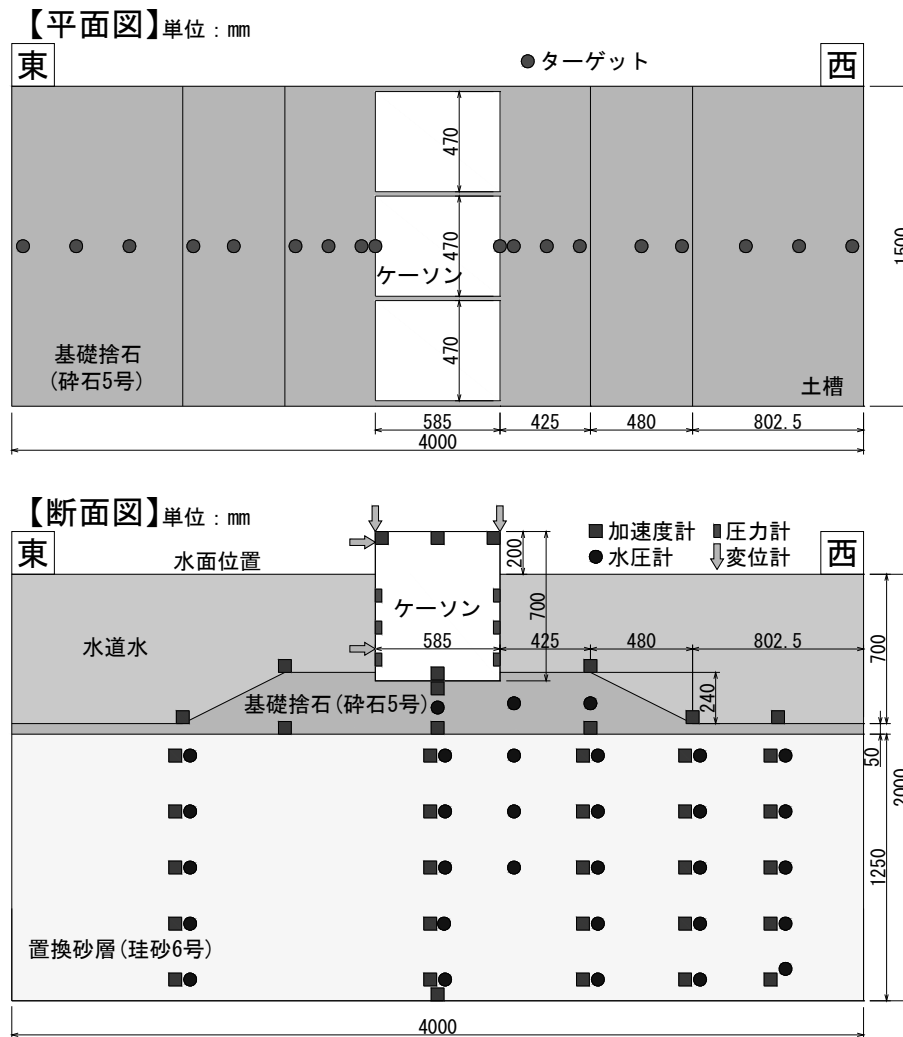 【平面図】単位：mm
東
●ターゲット
西
470
470
ケーソン
470
1500
基礎捨石
(砕石5号)
土槽
585
425
480
802.5
4000
【断面図】単位：mm
東
水面位置
■加速度計
圧力計
●水圧計
変位計
西
200
700
ケーソン
水道水
585
425
480
802.5
700
240
基礎捨石(砕石5号)
50
2000
1250
置換砂層(珪砂6号)
4000